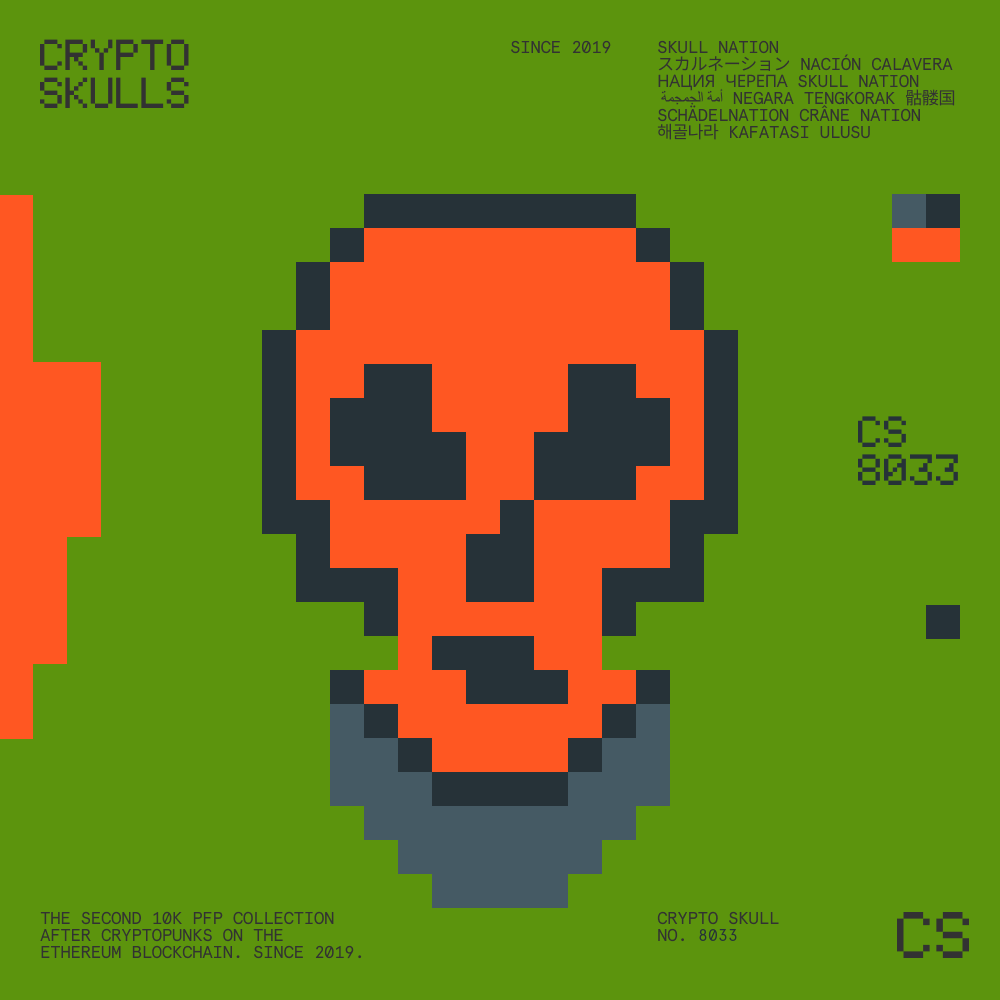 CRYPTO
SKULLS
SINCE 2019
SKULL NATION
スカルネーション NACIÓN CALAVERA
НАЦИЯ ЧЕРЕПА SKULL NATION
أمة الجمجمة NEGARA TENGKORAK 骷髅国
SCHÄDELNATION CRÂNE NATION
해골나라 KAFATASI ULUSU
CS
8033
THE SECOND 10K PFP COLLECTION
AFTER CRYPTOPUNKS ON THE
ETHEREUM BLOCKCHAIN. SINCE 2019.
CRYPTO SKULL
NO. 8033
CS